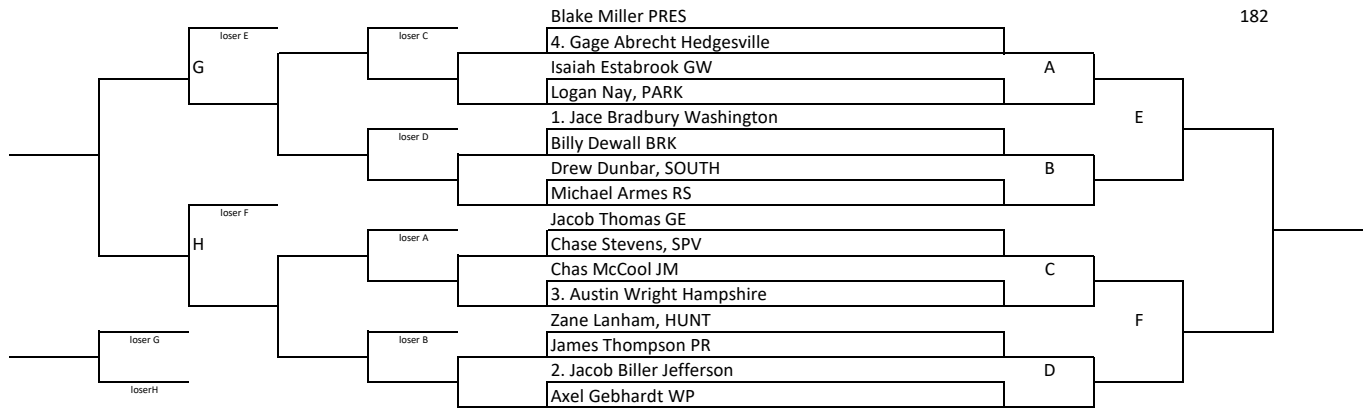 Blake Miller PRES
182
loser E
loser C
4. Gage Abrecht Hedgesville
G
Isaiah Estabrook GW
A
Logan Nay, PARK
1. Jace Bradbury Washington
E
loser D
Billy Dewall BRK
Drew Dunbar, SOUTH
B
Michael Armes RS
loser F
Jacob Thomas GE
H
loser A
Chase Stevens, SPV
Chas McCool JM
C
3. Austin Wright Hampshire
Zane Lanham, HUNT
F
loser G
loser B
James Thompson PR
2. Jacob Biller Jefferson
D
loserH
Axel Gebhardt WP